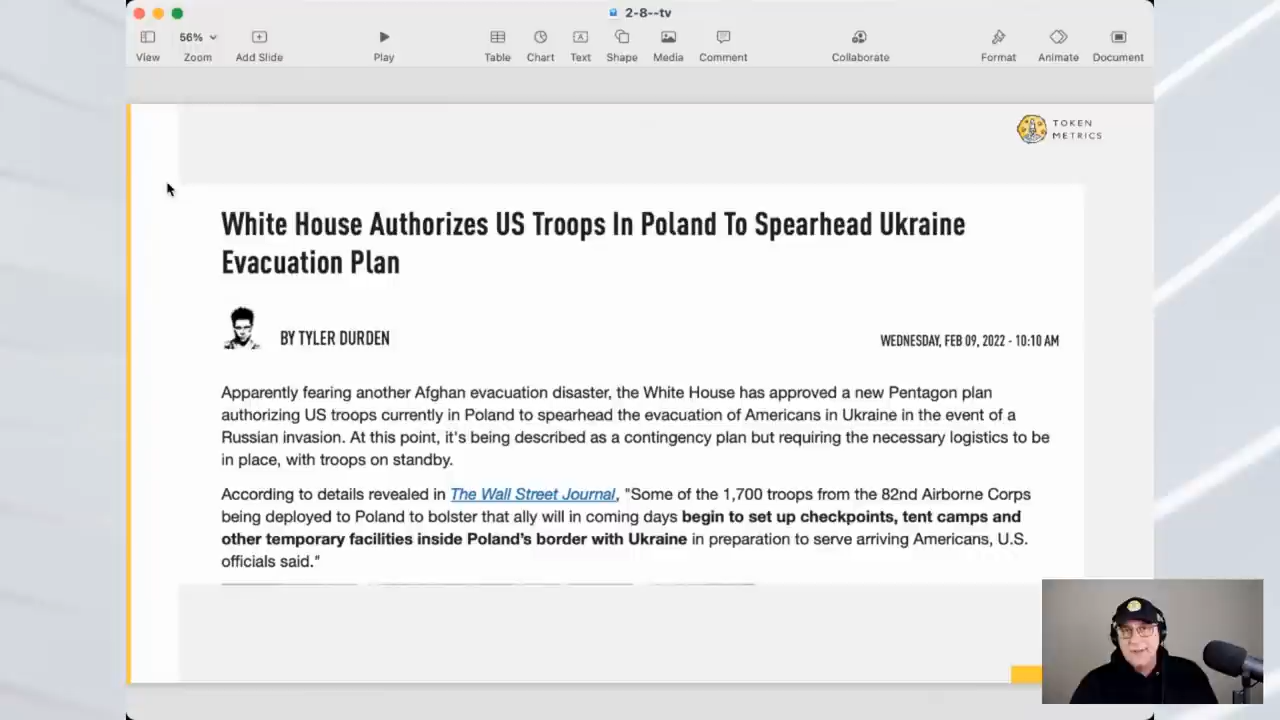 2-8--tv
56%
View
Zoom
Add Slide
Play
Table
Chart
Text
Shape
Media
Comment
Collaborate
Format
Animate
Document
TOKEN
METRICS
White House Authorizes US Troops In Poland To Spearhead Ukraine
Evacuation Plan
BY TYLER DURDEN
WEDNESDAY, FEB 09, 2022 - 10:10 AM
Apparently fearing another Afghan evacuation disaster, the White House has approved a new Pentagon plan
authorizing US troops currently in Poland to spearhead the evacuation of Americans in Ukraine in the event of a
Russian invasion. At this point, it's being described as a contingency plan but requiring the necessary logistics to be
in place, with troops on standby.
According to details revealed in The Wall Street Journal, "Some of the 1,700 troops from the 82nd Airborne Corps
being deployed to Poland to bolster that ally will in coming days begin to set up checkpoints, tent camps and
other temporary facilities inside Poland's border with Ukraine in preparation to serve arriving Americans, U.S.
officials said."